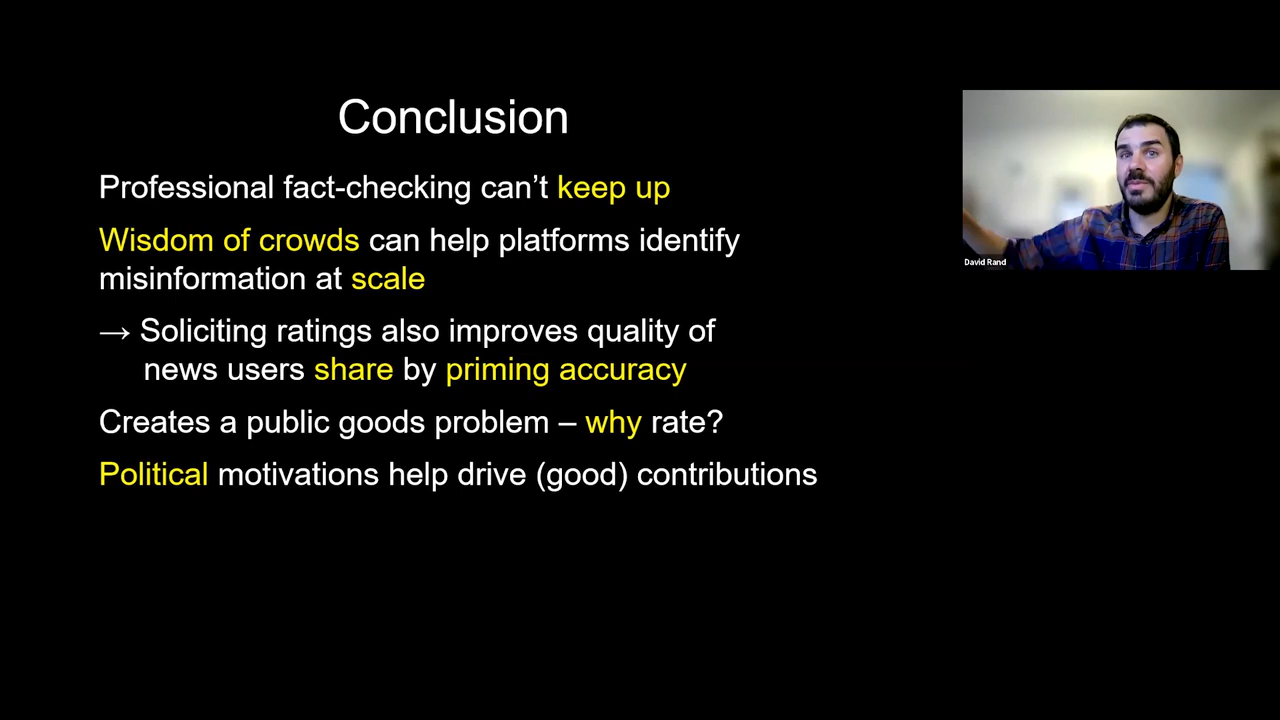 Conclusion
Professional fact-checking can’t keep up
Wisdom of crowds can help platforms identify
misinformation at scale
→ Soliciting ratings also improves quality of
news users share by priming accuracy
Creates a public goods problem – why rate?
Political motivations help drive (good) contributions
David Rand